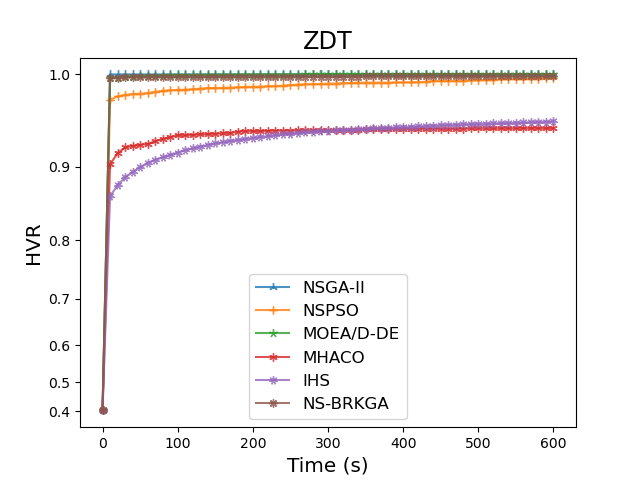 ZDT
HVR
1.0
0.9
0.8
0.7
0.6
0.5
0.4
NSGA-II
NSPSO
MOEA/D-DE
MHACO
IHS
NS-BRKGA
0 100 200 300 400 500 600
Time (s)